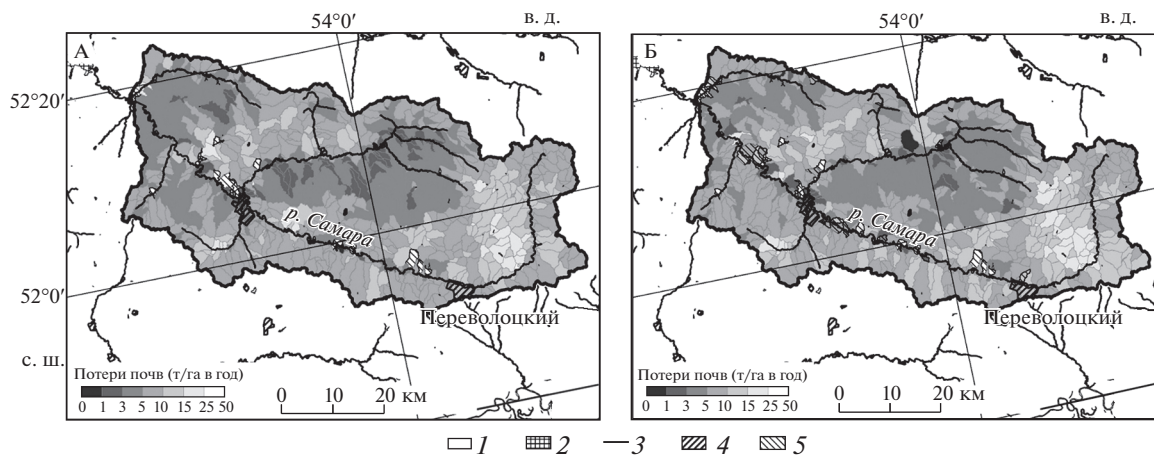 54°0′ в. д.
А
52°20′
р. Самара
52°0′
Переволоцкий
с. ш.
Потери почв (т/га в год)
0 1 3 5 10 15 25 50
0 10 20 км
54°0′ в. д.
Б
р. Самара
Переволоцкий
Потери почв (т/га в год)
0 1 3 5 10 15 25 50
0 10 20 км
1 2 3 4 5